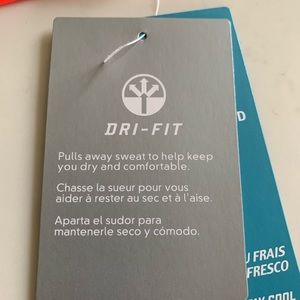 DRI-FIT
Pulls away sweat to help keep
you dry and comfortable.
Chasse la sueur pour vous
aider à rester au sec et à l'aise.
Aparta el sudor para
mantenerle seco y cómodo.
FRAIS
FRESCO
COOL